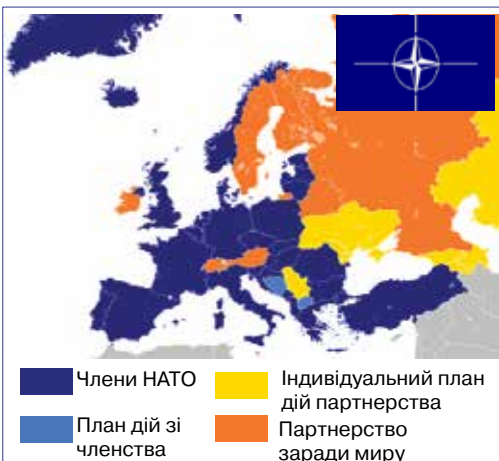 Члени НАТО
План дій зі
членства
Індивідуальний план
дій партнерства
Партнерство
заради миру